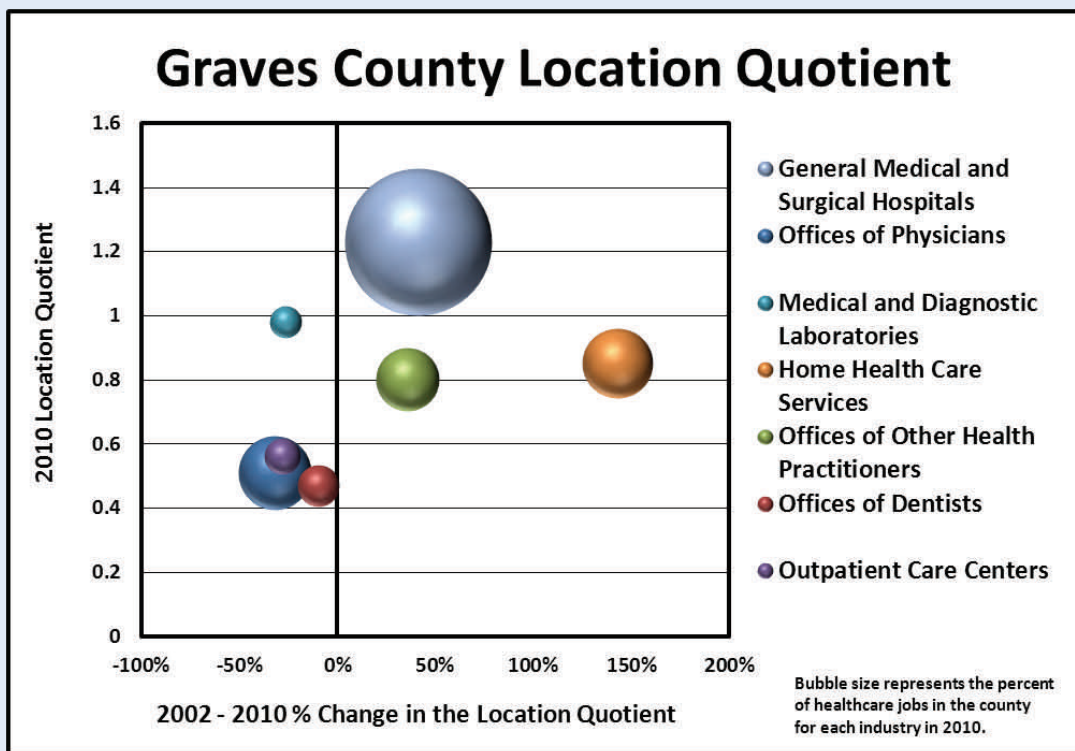 Graves County Location Quotient
1.6
1.4
1.2
1
0.8
0.6
0.4
0.2
0
2010 Location Quotient
-100%
-50%
0%
50%
100%
150%
200%
2002 - 2010 % Change in the Location Quotient
General Medical and
Surgical Hospitals
Offices of Physicians
Medical and Diagnostic
Laboratories
Home Health Care
Services
Offices of Other Health
Practitioners
Offices of Dentists
Outpatient Care Centers
Bubble size represents the percent
of healthcare jobs in the county
for each industry in 2010.